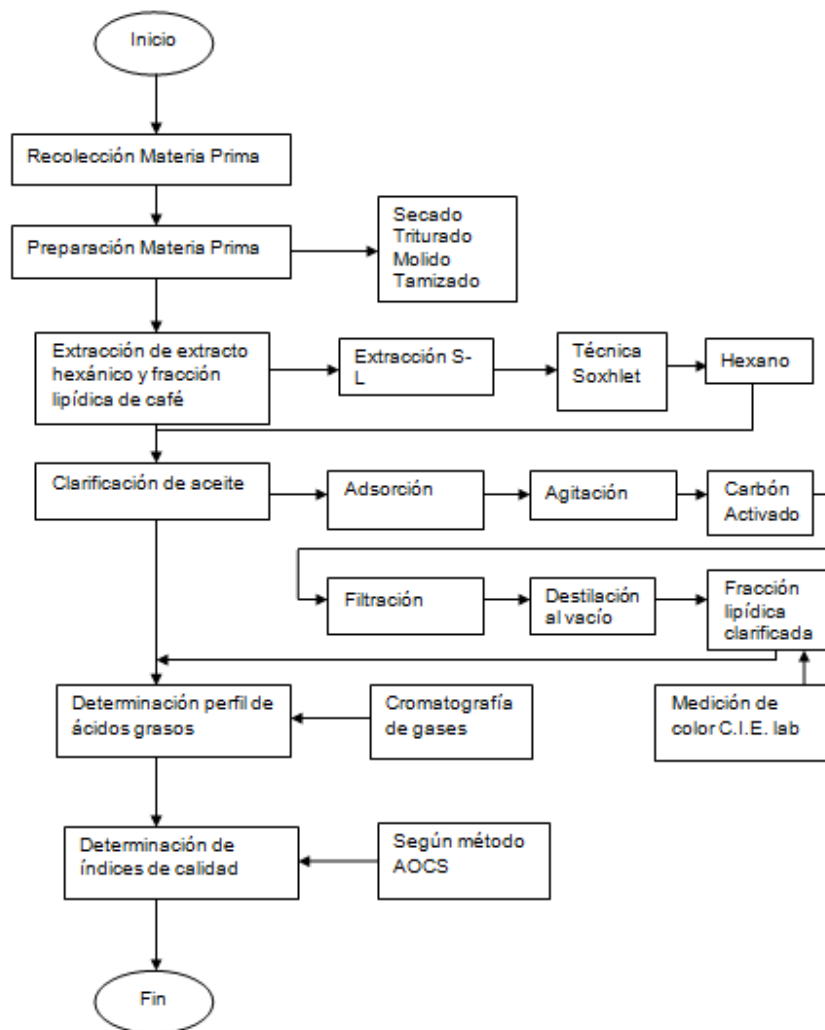 Inicio
Recolección Materia Prima
Preparación Materia Prima
Secado
Triturado
Molido
Tamizado
Extracción de extracto
hexánico y fracción
lipídica de café
Extracción S-
L
Técnica
Soxhlet
Hexano
Clarificación de aceite
Adsorción
Agitación
Carbón
Activado
Filtración
Destilación
al vacío
Fracción
lipídica
clarificada
Determinación perfil de
ácidos grasos
Cromatografía
de gases
Medición de
color C.I.E. lab
Determinación de
índices de calidad
Según método
AOCS
Fin